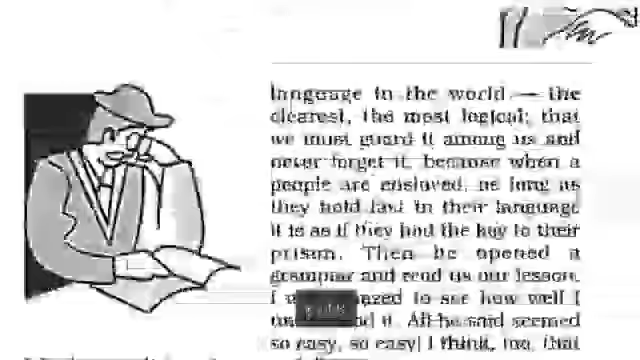 language in the world — the
clearest, the most logical; that
we must guard it among us and
never forget it, because when a
people are enslaved, as long as
they hold fast to their language
it is as if they had the key to their
prison. Then he opened a
grammar and read us our lesson.
I was amazed to see how well I
it. All he said seemed
so easy, so easy! I think, too, that